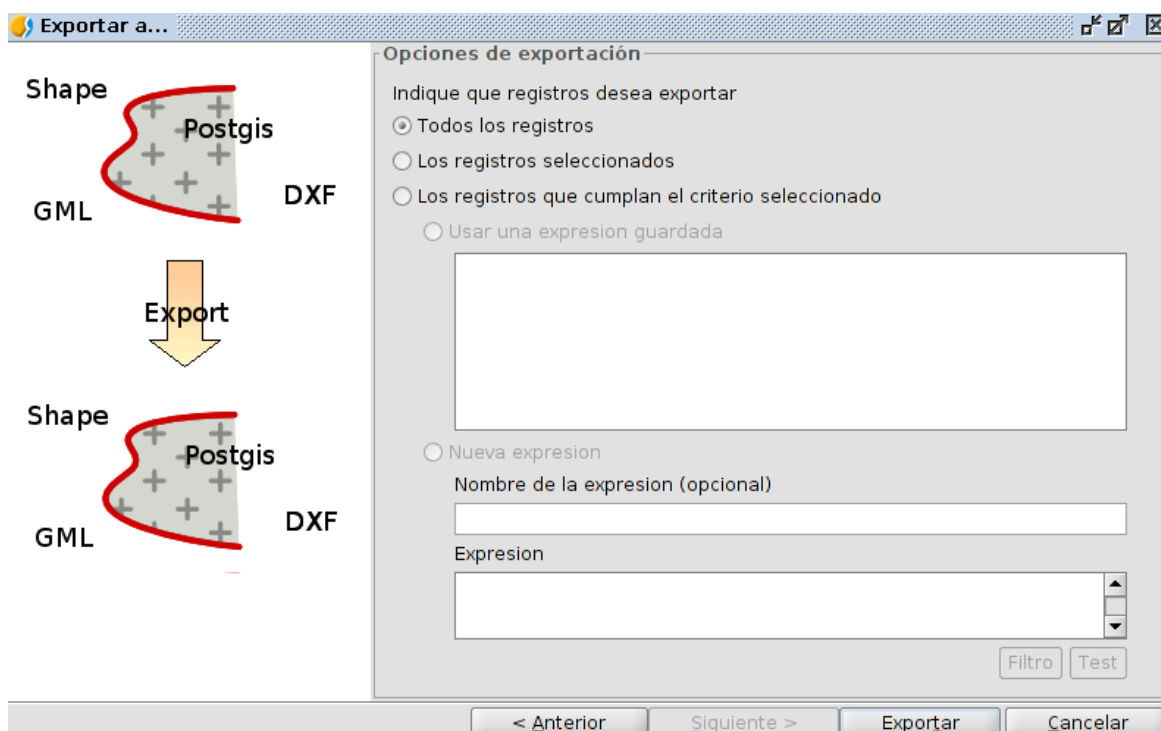 Exportar a...
Shape
Postgis
GML
DXF
Export
Shape
Postgis
GML
DXF
Opciones de exportación
Indique que registros desea exportar
Todos los registros
Los registros seleccionados
Los registros que cumplan el criterio seleccionado
Usar una expresion guardada
Nueva expresion
Nombre de la expresion (opcional)
Expresion
Filtro
Test
< Anterior
Siguiente >
Exportar
Cancelar